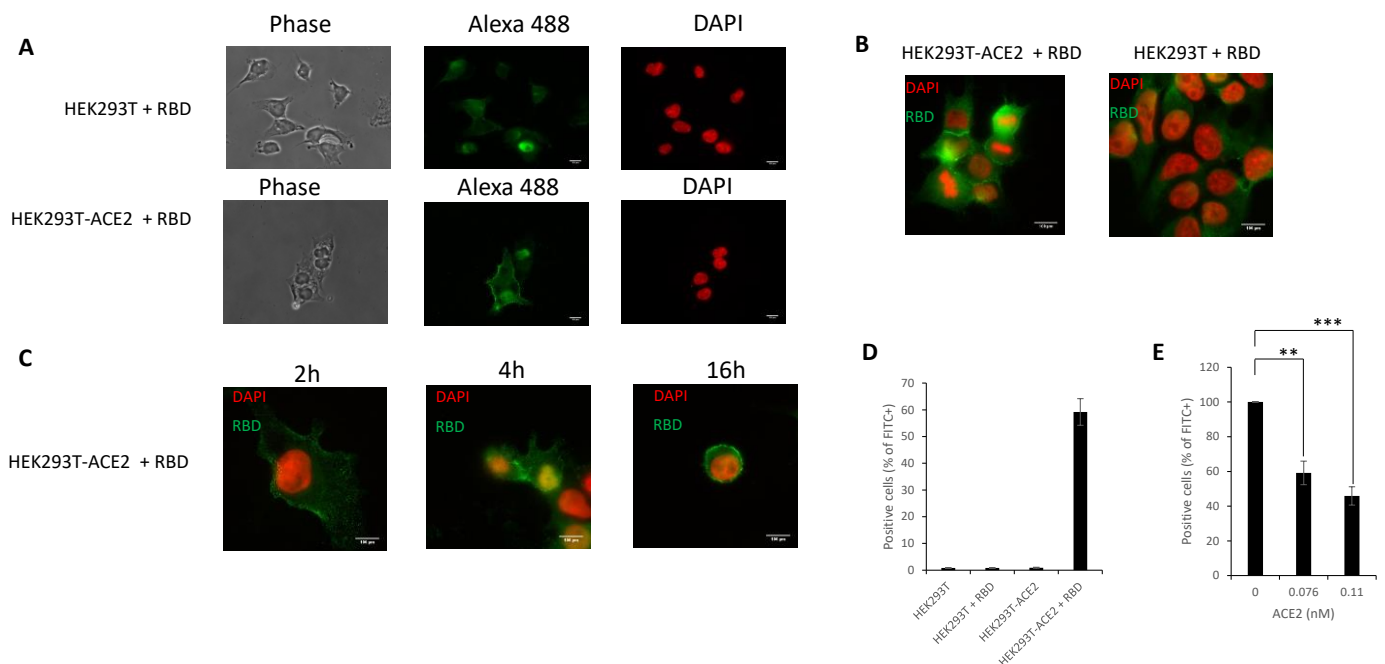 A
Phase
Alexa 488
DAPI
HEK293T + RBD
Phase
Alexa 488
DAPI
HEK293T-ACE2 + RBD
B
HEK293T-ACE2 + RBD
HEK293T + RBD
DAPI
RBD
DAPI
RBD
C
2h
4h
16h
DAPI
RBD
DAPI
RBD
DAPI
RBD
HEK293T-ACE2 + RBD
D
Positive cells (% of FITC+)
70
60
50
40
30
20
10
0
HEK293T
HEK293T + RBD
HEK293T-ACE2
HEK293T-ACE2 + RBD
E
***
**
Positive cells (% of FITC+)
120
100
80
60
40
20
0
0
0.076
0.11
ACE2 (nM)